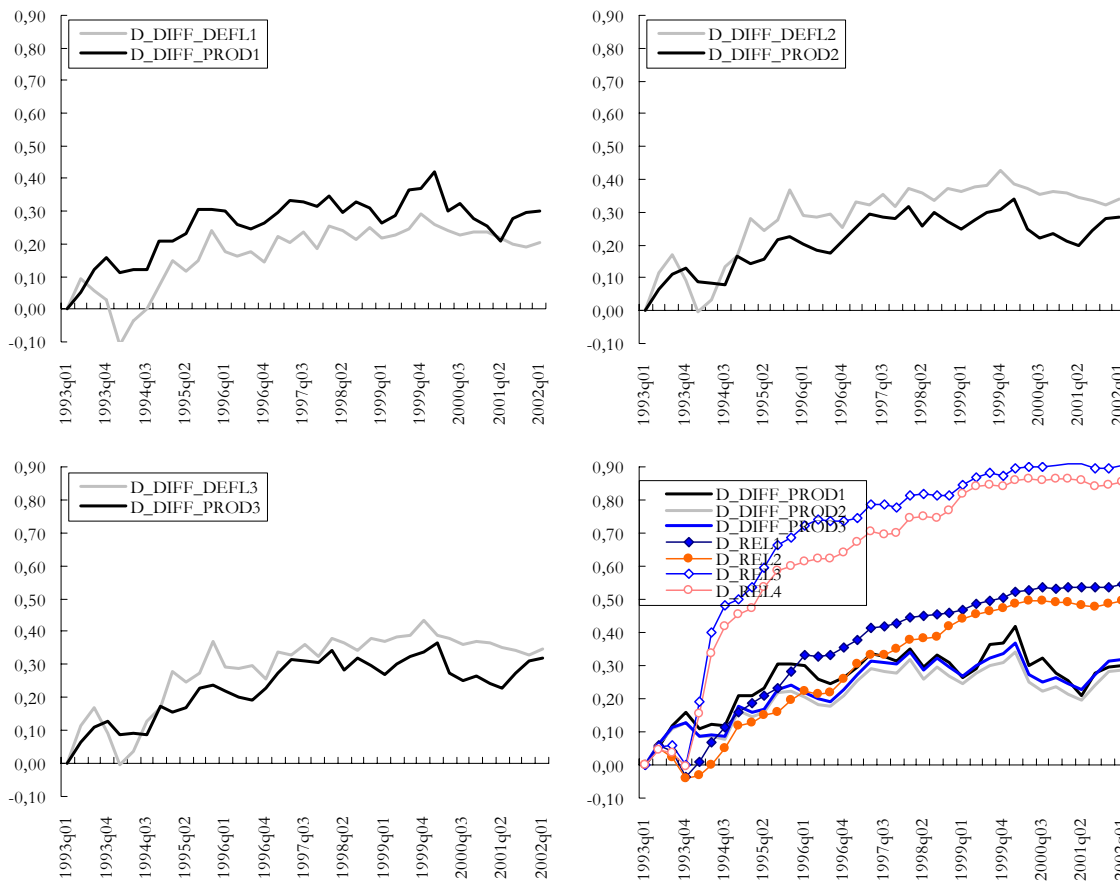 0,90
0,80
0,70
0,60
0,50
0,40
0,30
0,20
0,10
0,00
-0,10
D_DIFF_DEFL1
D_DIFF_PROD1
1993q01
1993q04
1994q03
1995q02
1996q01
1996q04
1997q03
1998q02
1999q01
1999q04
2000q03
2001q02
2002q01
0,90
0,80
0,70
0,60
0,50
0,40
0,30
0,20
0,10
0,00
-0,10
D_DIFF_DEFL2
D_DIFF_PROD2
1993q01
1993q04
1994q03
1995q02
1996q01
1996q04
1997q03
1998q02
1999q01
1999q04
2000q03
2001q02
2002q01
0,90
0,80
0,70
0,60
0,50
0,40
0,30
0,20
0,10
0,00
-0,10
D_DIFF_DEFL3
D_DIFF_PROD3
1993q01
1993q04
1994q03
1995q02
1996q01
1996q04
1997q03
1998q02
1999q01
1999q04
2000q03
2001q02
2002q01
0,90
0,80
0,70
0,60
0,50
0,40
0,30
0,20
0,10
0,00
-0,10
D_DIFF_PROD1
D_DIFF_PROD2
D_DIFF_PROD3
D_REL1
D_REL2
D_REL3
D_REL4
1993q01
1993q04
1994q03
1995q02
1996q01
1996q04
1997q03
1998q02
1999q01
1999q04
2000q03
2001q02
2002q01